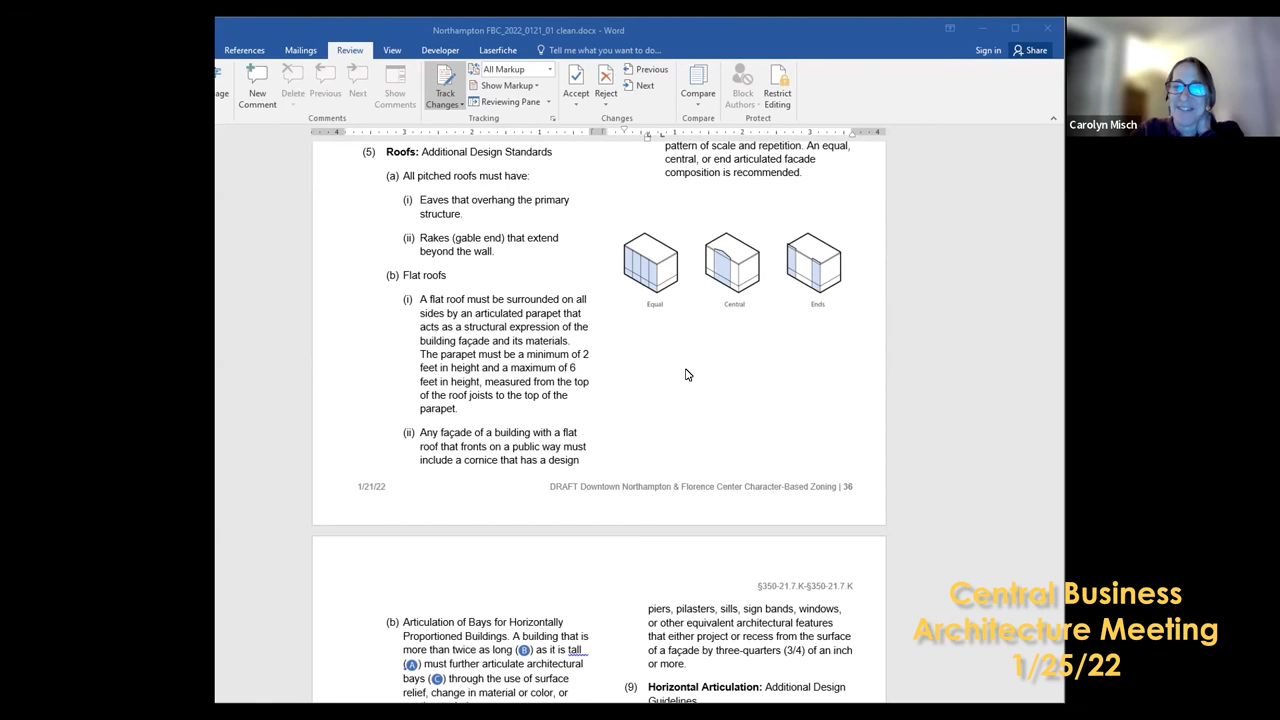 Northampton FBC_2022_0121_01 clean.docx - Word
References Mailings Review View Developer Laserfiche Tell me what you want to do... Sign in Share
New
Comment
Delete
Previous
Next
Show
Comments
Comments
Track
Changes
All Markup
Show Markup
Reviewing Pane
Tracking
Accept
Reject
Previous
Next
Changes
Compare
Compare
Block
Authors
Restrict
Editing
Protect
Carolyn Misch
4 3 2 1 1 2 3 4
(5) Roofs: Additional Design Standards
(a) All pitched roofs must have:
(i) Eaves that overhang the primary
structure.
(ii) Rakes (gable end) that extend
beyond the wall.
(b) Flat roofs
(i) A flat roof must be surrounded on all
sides by an articulated parapet that
acts as a structural expression of the
building façade and its materials.
The parapet must be a minimum of 2
feet in height and a maximum of 6
feet in height, measured from the top
of the roof joists to the top of the
parapet.
(ii) Any façade of a building with a flat
roof that fronts on a public way must
include a cornice that has a design
pattern of scale and repetition. An equal,
central, or end articulated facade
composition is recommended.
Equal Central Ends
1/21/22 DRAFT Downtown Northampton & Florence Center Character-Based Zoning | 36
§350-21.7.K-§350-21.7.K
(b) Articulation of Bays for Horizontally
Proportioned Buildings. A building that is
more than twice as long (B) as it is tall
(A) must further articulate architectural
bays (C) through the use of surface
relief, change in material or color, or
piers, pilasters, sills, sign bands, windows,
or other equivalent architectural features
that either project or recess from the surface
of a façade by three-quarters (3/4) of an inch
or more.
(9) Horizontal Articulation: Additional Design
Guidelines
Central Business
Architecture Meeting
1/25/22